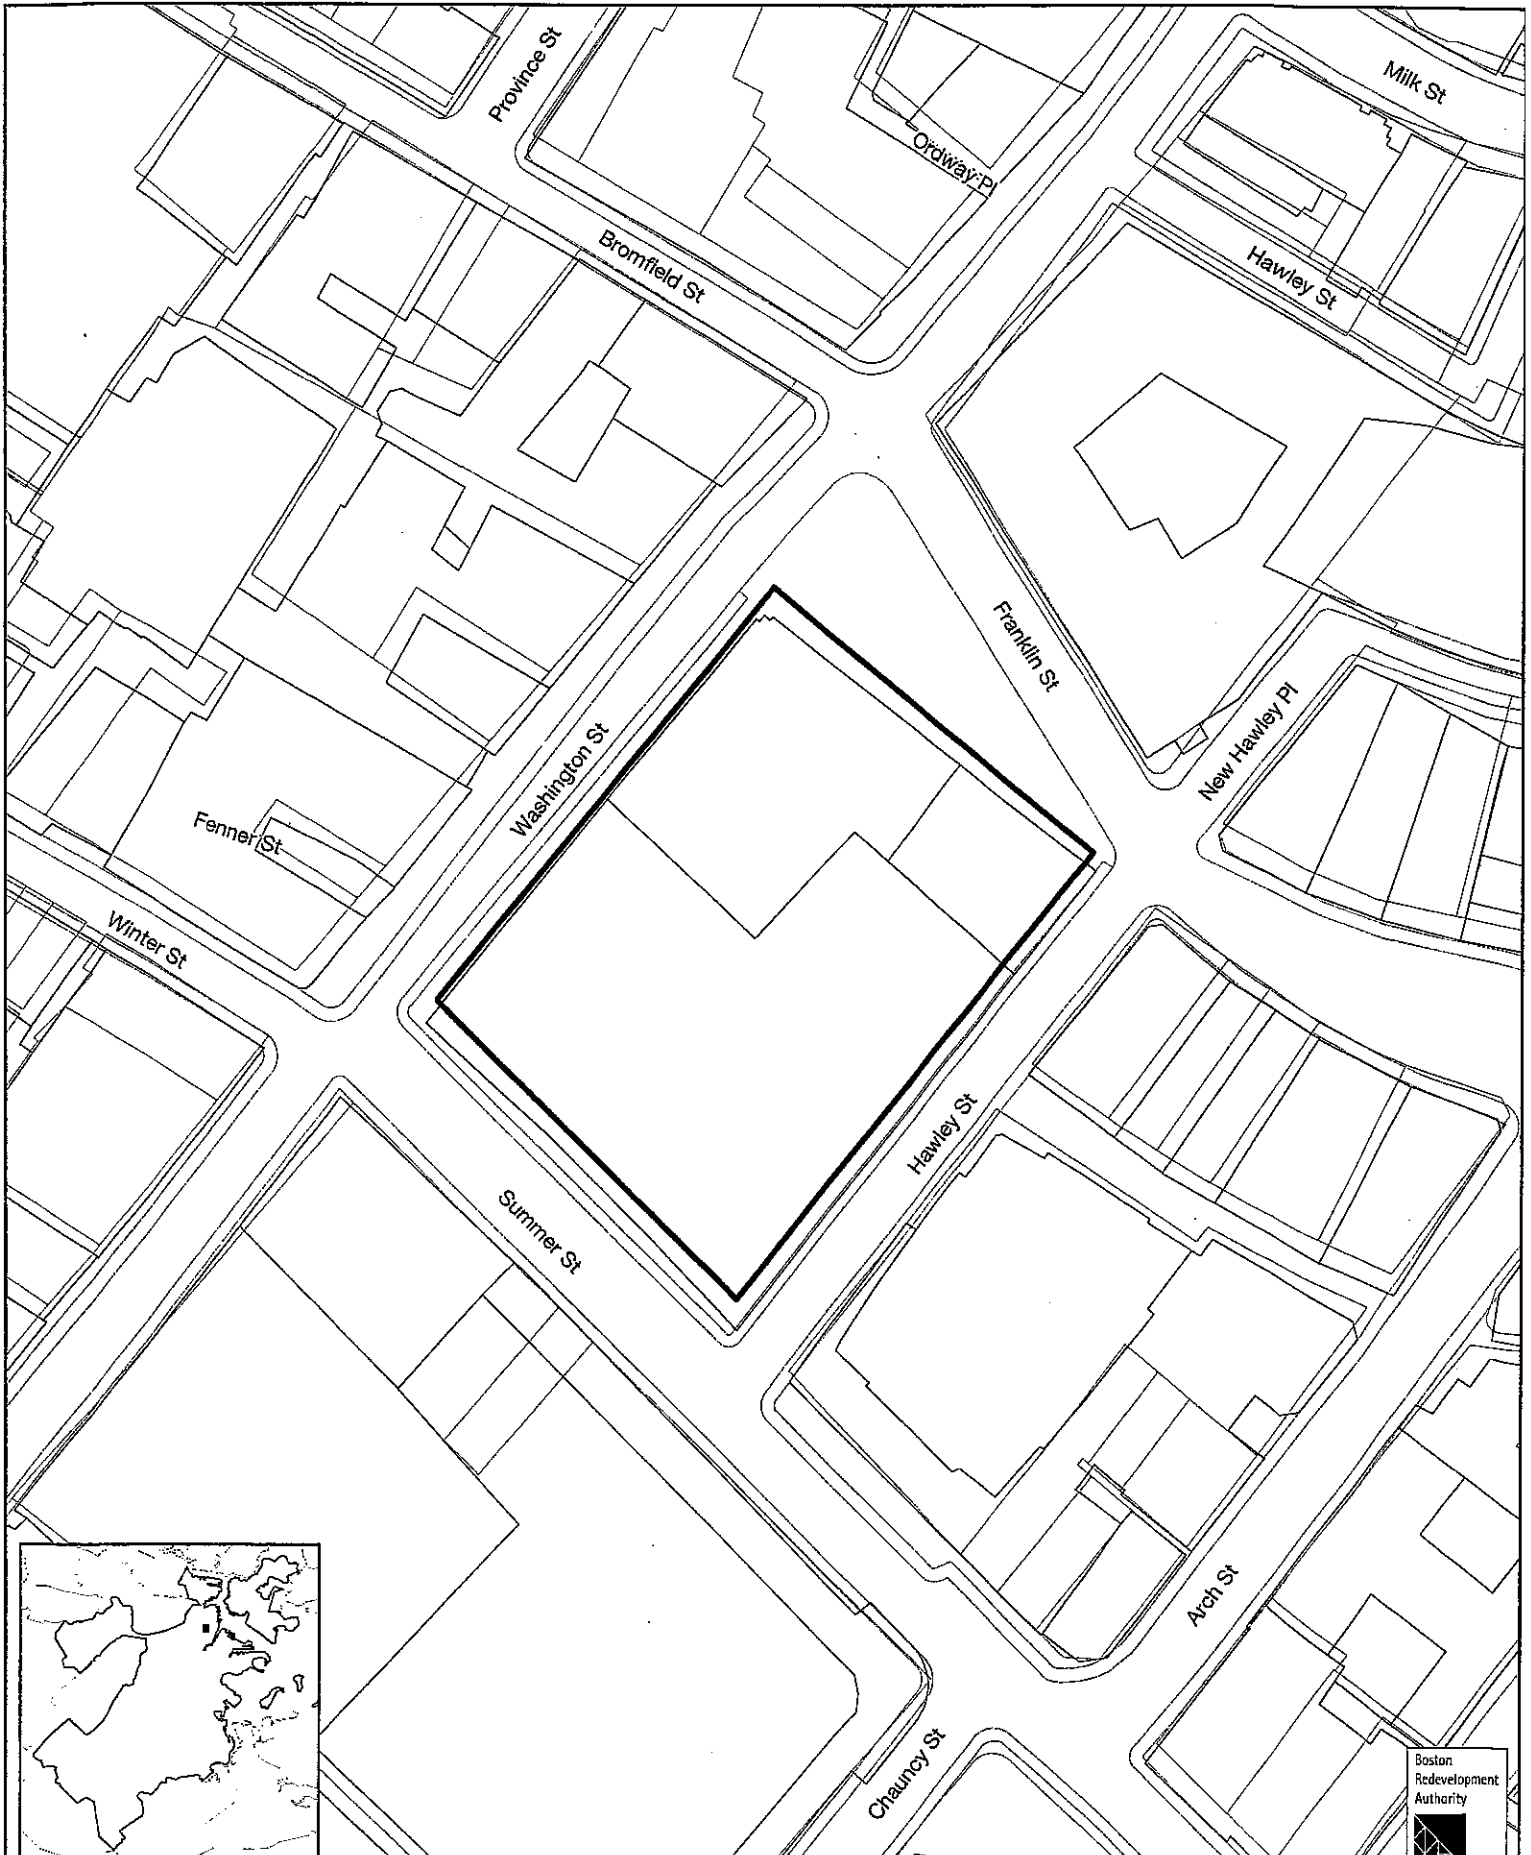 Province St
Milk St
Ordway Pl
Bromfield St
Hawley St
Franklin St
New Hawley Pl
Washington St
Fenner St
Winter St
Hawley St
Summer St
Arch St
Chauncy St
Boston
Redevelopment
Authority